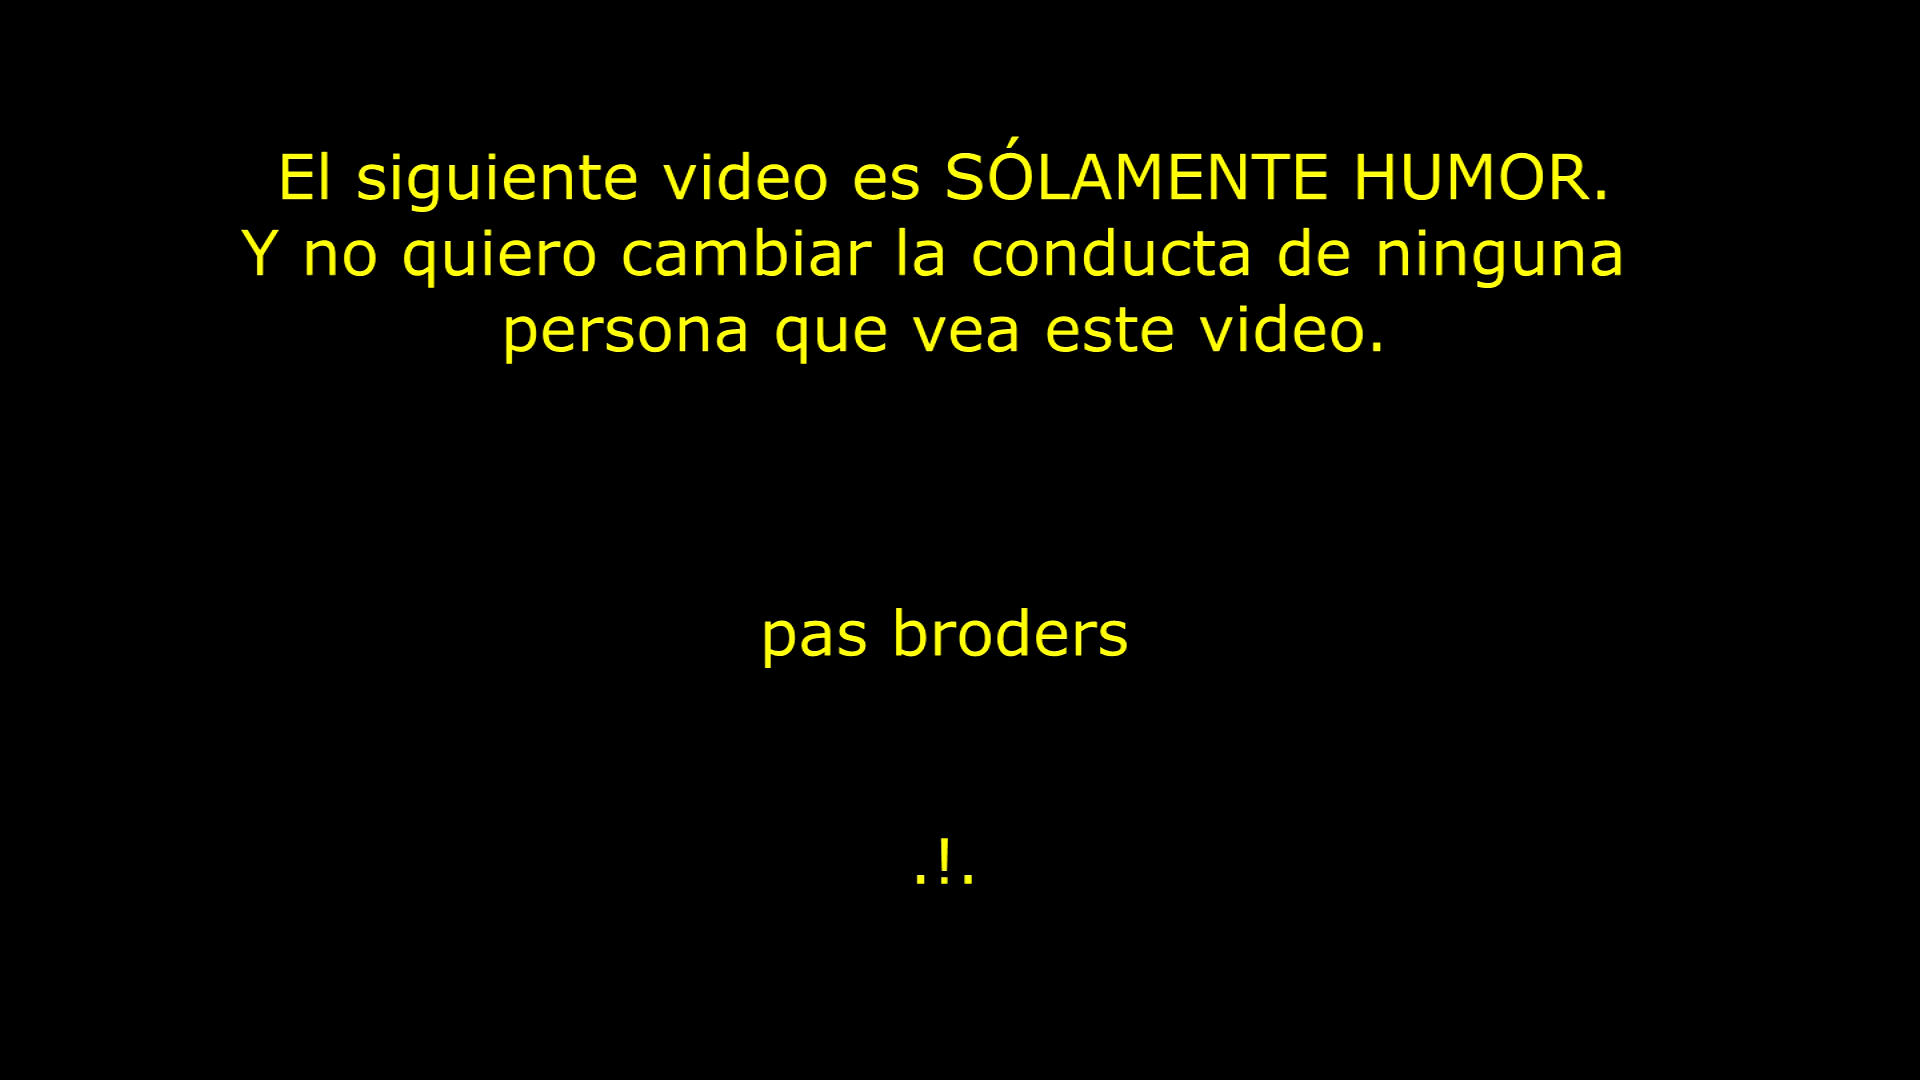 El siguiente video es SÓLAMENTE HUMOR.
Y no quiero cambiar la conducta de ninguna
persona que vea este video.
pas broders
.!.